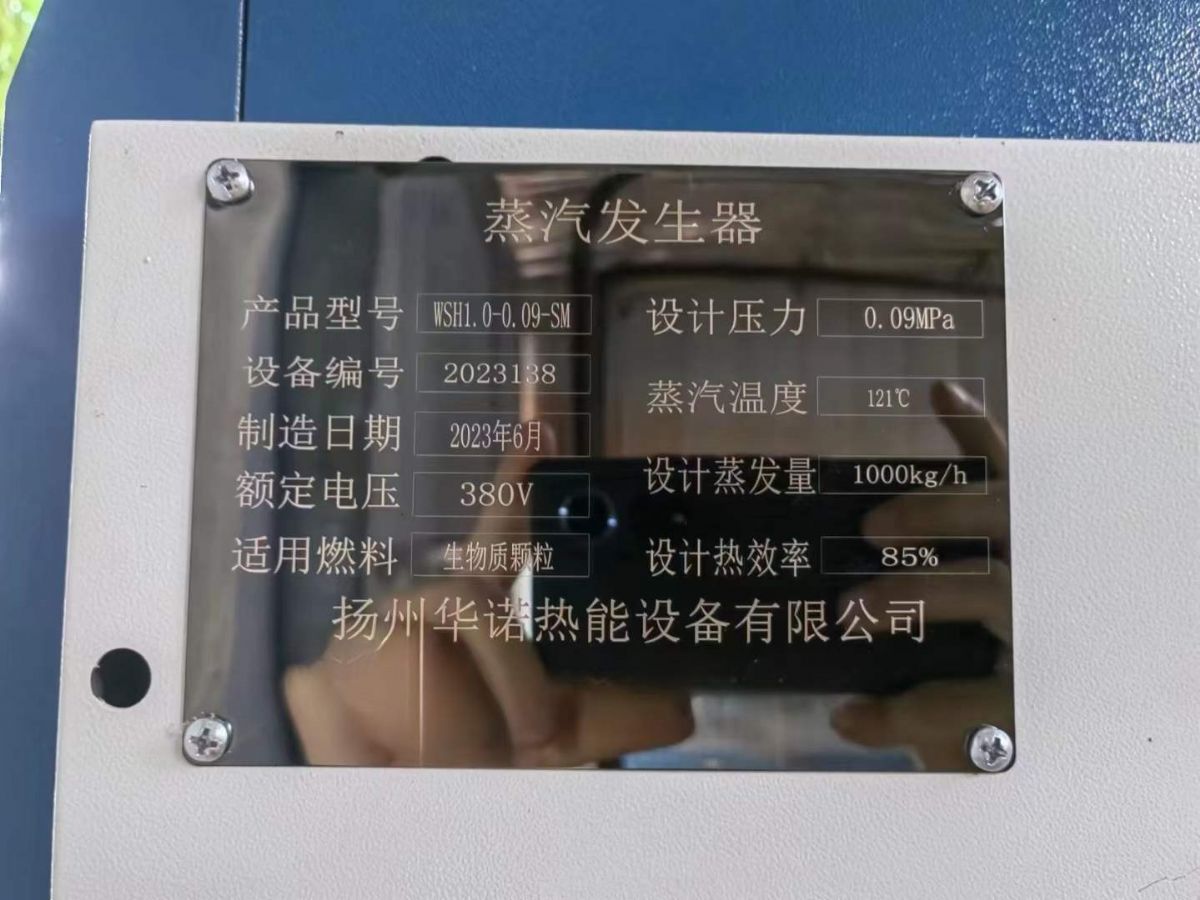 蒸汽发生器
产品型号 WSH1.0-0.09-SM 设计压力 0.09MPa
设备编号 2023138 蒸汽温度 121℃
制造日期 2023年6月 设计蒸发量 1000kg/h
额定电压 380V
适用燃料 生物质颗粒 设计热效率 85%
扬州华诺热能设备有限公司